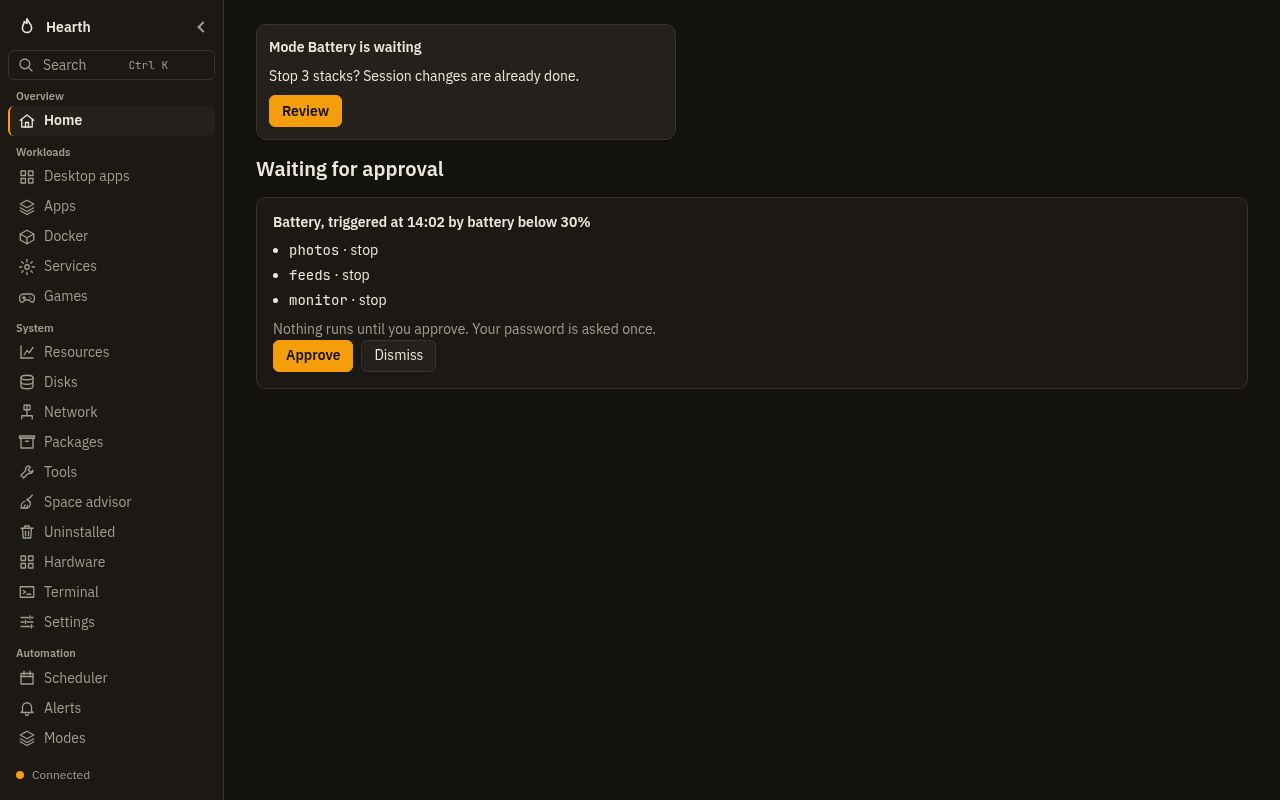 Hearth
Search Ctrl K
Overview
Home
Workloads
Desktop apps
Apps
Docker
Services
Games
System
Resources
Disks
Network
Packages
Tools
Space advisor
Uninstalled
Hardware
Terminal
Settings
Automation
Scheduler
Alerts
Modes
Connected
Mode Battery is waiting
Stop 3 stacks? Session changes are already done.
Review
Waiting for approval
Battery, triggered at 14:02 by battery below 30%
photos · stop
feeds · stop
monitor · stop
Nothing runs until you approve. Your password is asked once.
Approve Dismiss